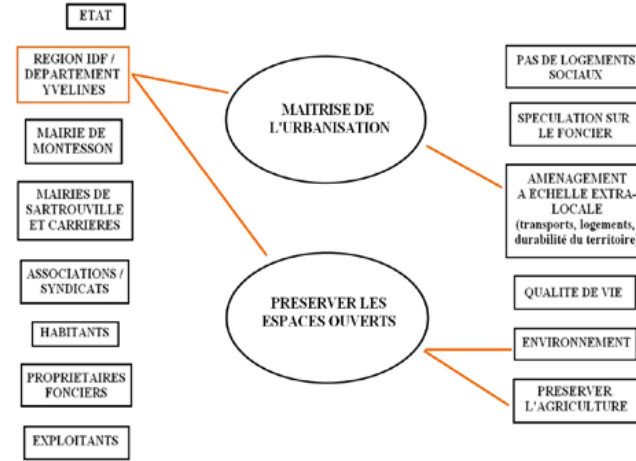 ETAT
REGION IDF /
DEPARTEMENT
YVELINES
MAIRIE DE
MONTESSON
MAIRIES DE
SARTROUVILLE
ET CARRIERES
ASSOCIATIONS /
SYNDICATS
HABITANTS
PROPRIETAIRES
FONCIERS
EXPLOITANTS
MAITRISE DE
L'URBANISATION
PRESERVER LES
ESPACES OUVERTS
PAS DE LOGEMENTS
SOCIAUX
SPECULATION SUR
LE FONCIER
AMENAGEMENT
A ECHELLE EXTRA-
LOCALE
(transports, logements,
durabilité du territoire)
QUALITE DE VIE
ENVIRONNEMENT
PRESERVER
L'AGRICULTURE